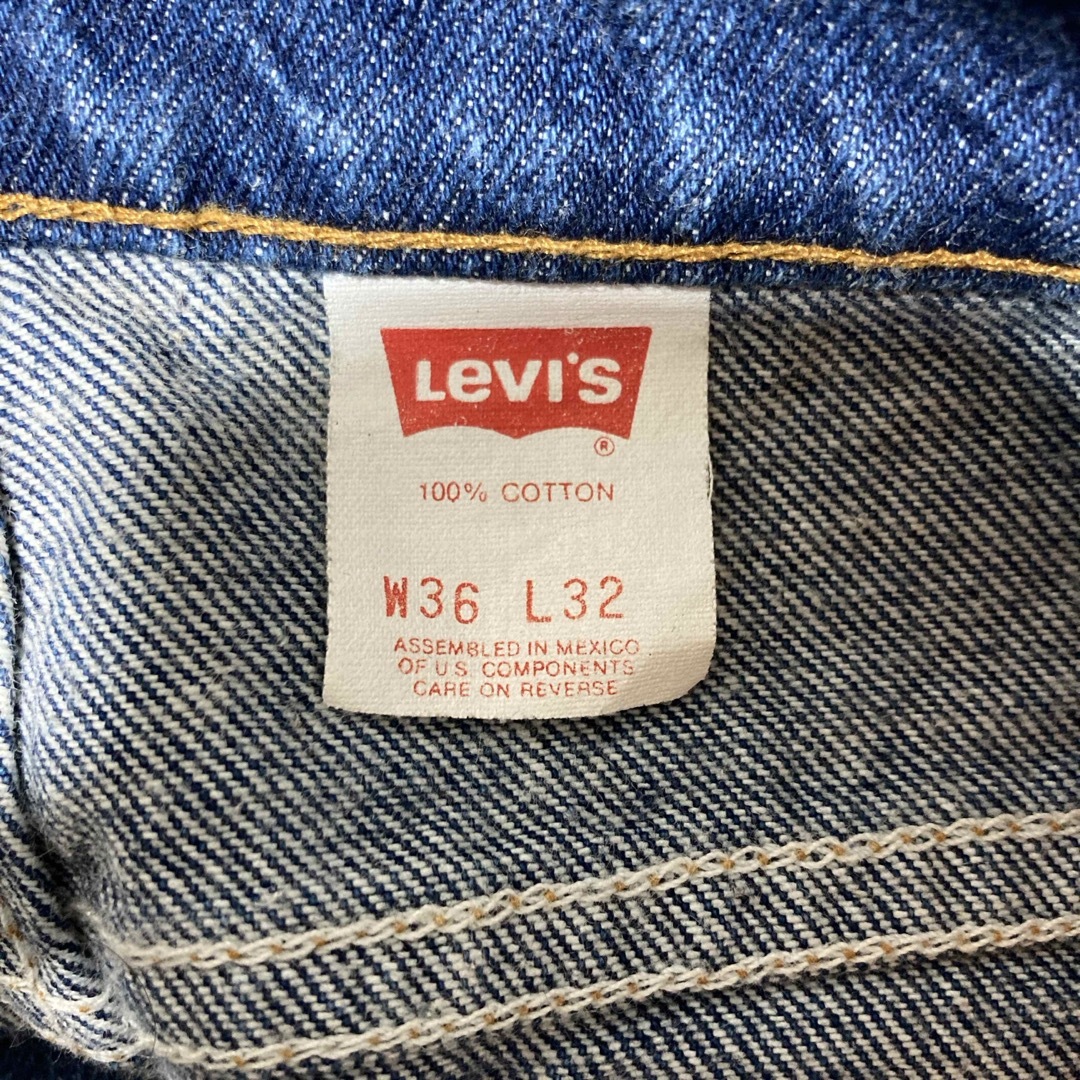 LEVI'S
®
100% COTTON
W36 L32
ASSEMBLED IN MEXICO
OF U.S. COMPONENTS
CARE ON REVERSE